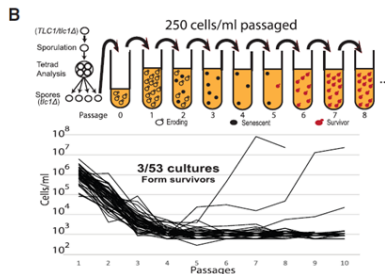 B
250 cells/ml passaged
(TLC1/tlc1Δ)
Sporulation
Tetrad
Analysis
Spores
(tlc1Δ)
Passage 0 1 2 3 4 5 6 7 8 ...
Eroding Senescent Survivor
10⁸
10⁷
10⁶
10⁵
10⁴
10³
10²
Cells/ml
3/53 cultures
Form survivors
1 2 3 4 5 6 7 8 9 10
Passages